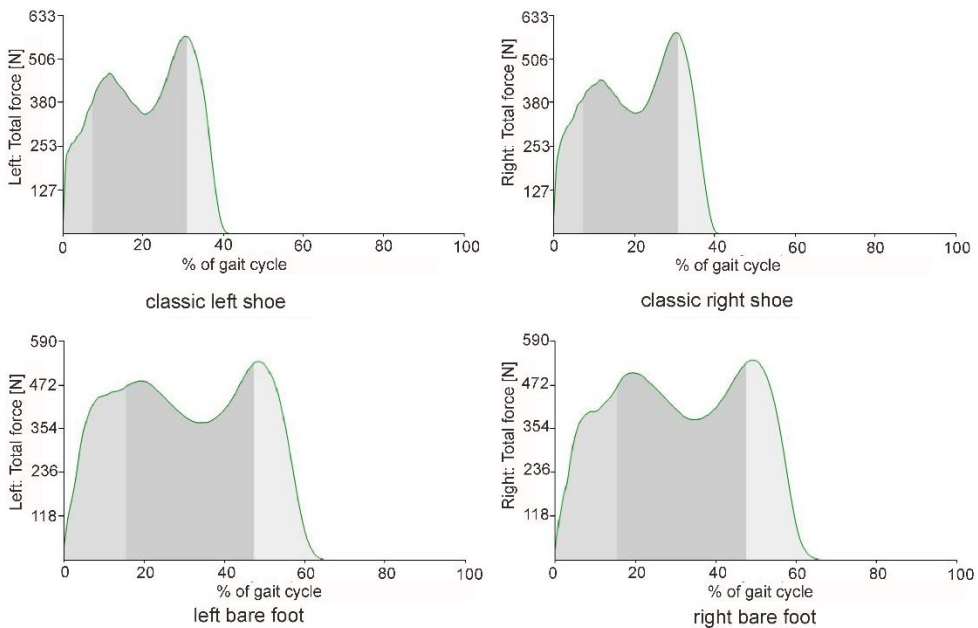 Left: Total force [N]
633
506
380
253
127
0 20 40 60 80 100
% of gait cycle
classic left shoe
Right: Total force [N]
633
506
380
253
127
0 20 40 60 80 100
% of gait cycle
classic right shoe
Left: Total force [N]
590
472
354
236
118
0 20 40 60 80 100
% of gait cycle
left bare foot
Right: Total force [N]
590
472
354
236
118
0 20 40 60 80 100
% of gait cycle
right bare foot